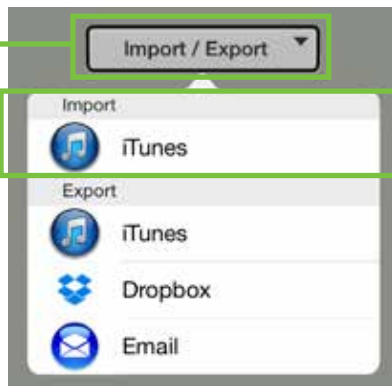 Import / Export
Import
iTunes
Export
iTunes
Dropbox
Email